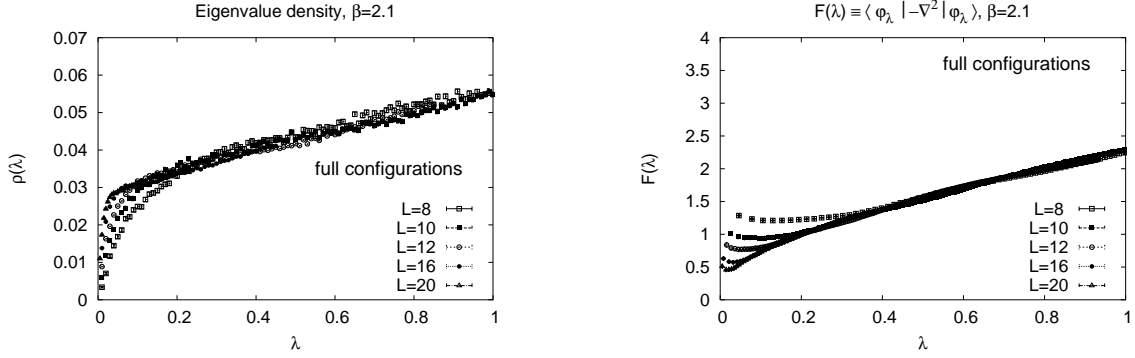 Eigenvalue density, β=2.1
0.07
0.06
0.05
0.04
0.03
0.02
0.01
0
ρ(λ)
full configurations
L=8
L=10
L=12
L=16
L=20
0 0.2 0.4 0.6 0.8 1
λ
F(λ) ≡ ⟨ φλ |−∇² | φλ ⟩, β=2.1
4
3.5
3
2.5
2
1.5
1
0.5
0
F(λ)
full configurations
L=8
L=10
L=12
L=16
L=20
0 0.2 0.4 0.6 0.8 1
λ